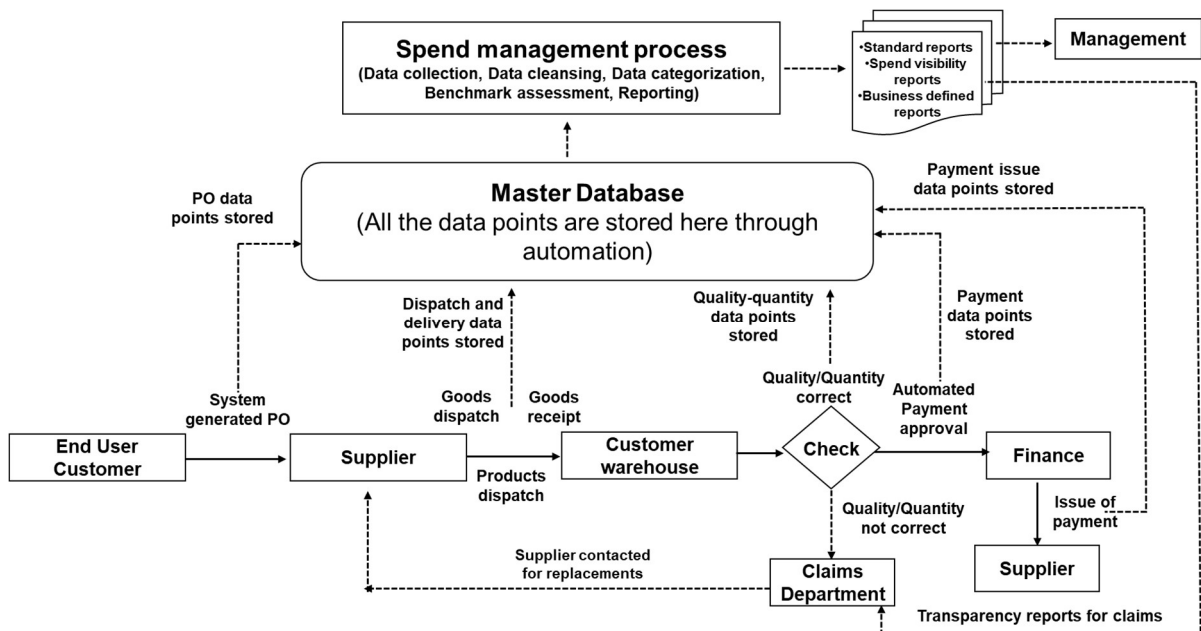 Spend management process
(Data collection, Data cleansing, Data categorization,
Benchmark assessment, Reporting)
•Standard reports
•Spend visibility
reports
•Business defined
reports
Management
PO data
points stored
Master Database
(All the data points are stored here through
automation)
Payment issue
data points stored
Dispatch and
delivery data
points stored
Quality-quantity
data points
stored
Payment
data points
stored
System
generated PO
Goods
dispatch
Goods
receipt
Quality/Quantity
correct
Automated
Payment
approval
End User
Customer
Supplier
Products
dispatch
Customer
warehouse
Check
Finance
Quality/Quantity
not correct
Issue of
payment
Supplier contacted
for replacements
Claims
Department
Supplier
Transparency reports for claims